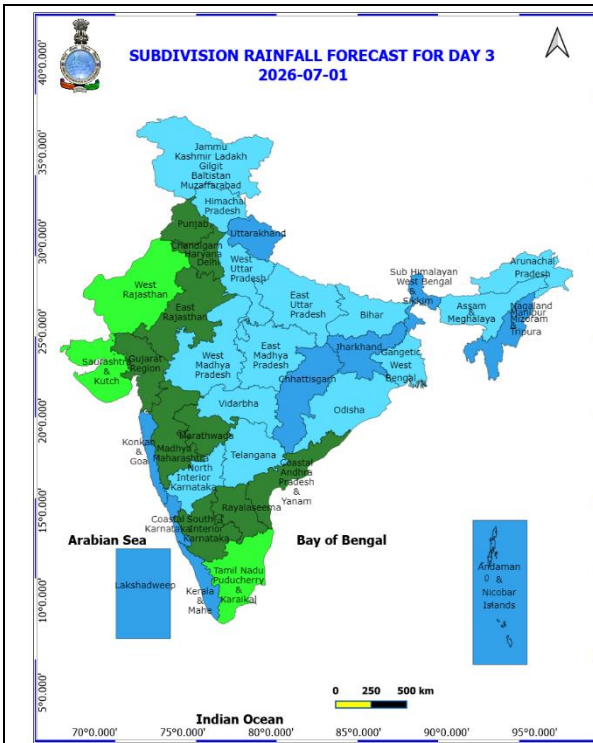 SUBDIVISION RAINFALL FORECAST FOR DAY 3
2026-07-01
40°0.000'
35°0.000'
30°0.000'
25°0.000'
20°0.000'
15°0.000'
10°0.000'
5°0.000'
Jammu
Kashmir Ladakh
Gilgit
Baltistan
Muzaffarabad
Himachal
Pradesh
Punjab
Uttarakhand
Chandigarh
Haryana
Delhi
West
Uttar
Pradesh
West
Rajasthan
East
Rajasthan
East
Uttar
Pradesh
Bihar
Sub Himalayan
West Bengal
&
Sikkim
Arunachal
Pradesh
Assam
&
Meghalaya
Nagaland
Manipur
Mizoram
&
Tripura
Saurashtra
&
Kutch
Gujarat
Region
West
Madhya
Pradesh
East
Madhya
Pradesh
Jharkhand
Gangetic
West
Bengal
Chhattisgarh
Vidarbha
Odisha
Konkan
&
Goa
Madhya
Maharashtra
Marathwada
Telangana
North
Interior
Karnataka
Coastal
Andhra
Pradesh
&
Yanam
Rayalaseema
Coastal
Karnataka
South
Interior
Karnataka
Arabian Sea
Bay of Bengal
Lakshadweep
Kerala
&
Mahe
Tamil Nadu
Puducherry
&
Karaikal
Andaman
&
Nicobar
Islands
0 250 500 km
70°0.000' 75°0.000' 80°0.000' 85°0.000' 90°0.000' 95°0.000'
Indian Ocean